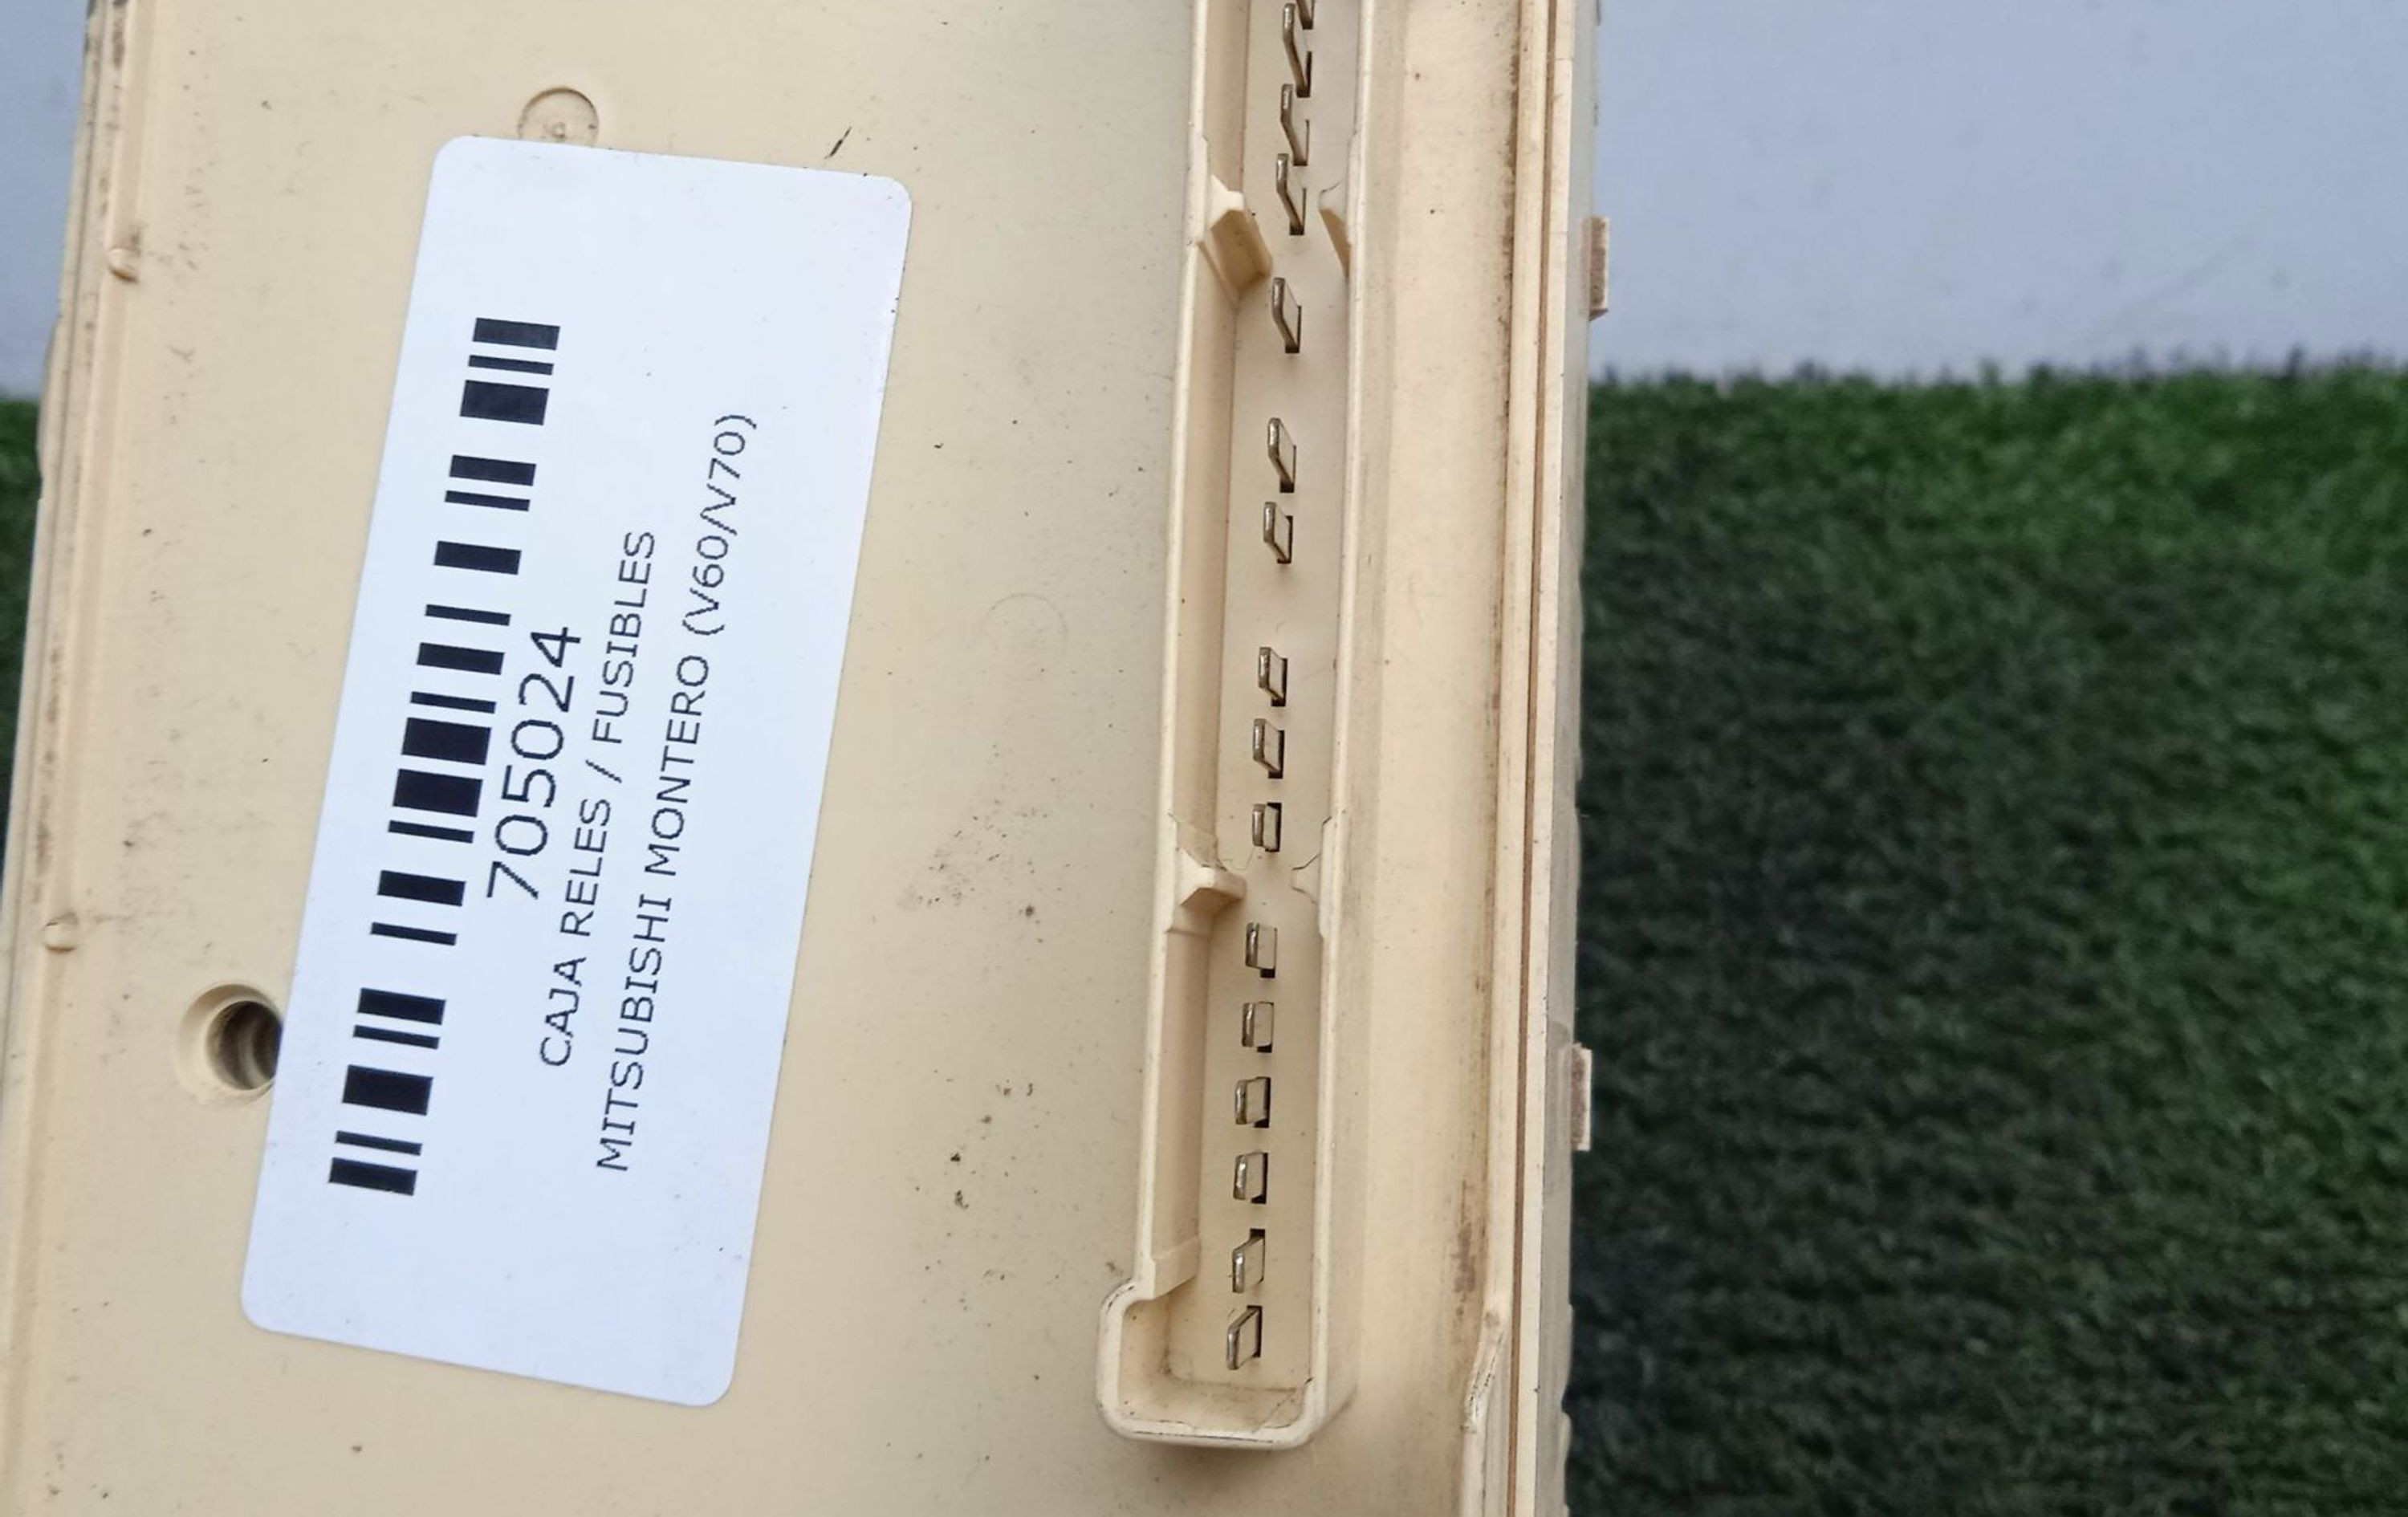 705024
CAJA RELES / FUSIBLES
MITSUBISHI MONTERO (V60/V70)